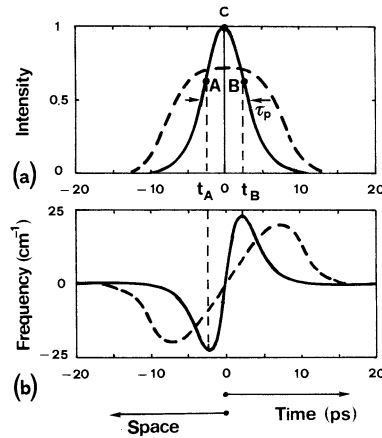 C
1
A
B
0.5
τp
Intensity
0
(a)
-20 -10 tA 0 tB 10 20
25
0
Frequency (cm-1)
-25
(b)
-20 -10 0 10 20
Space
Time (ps)